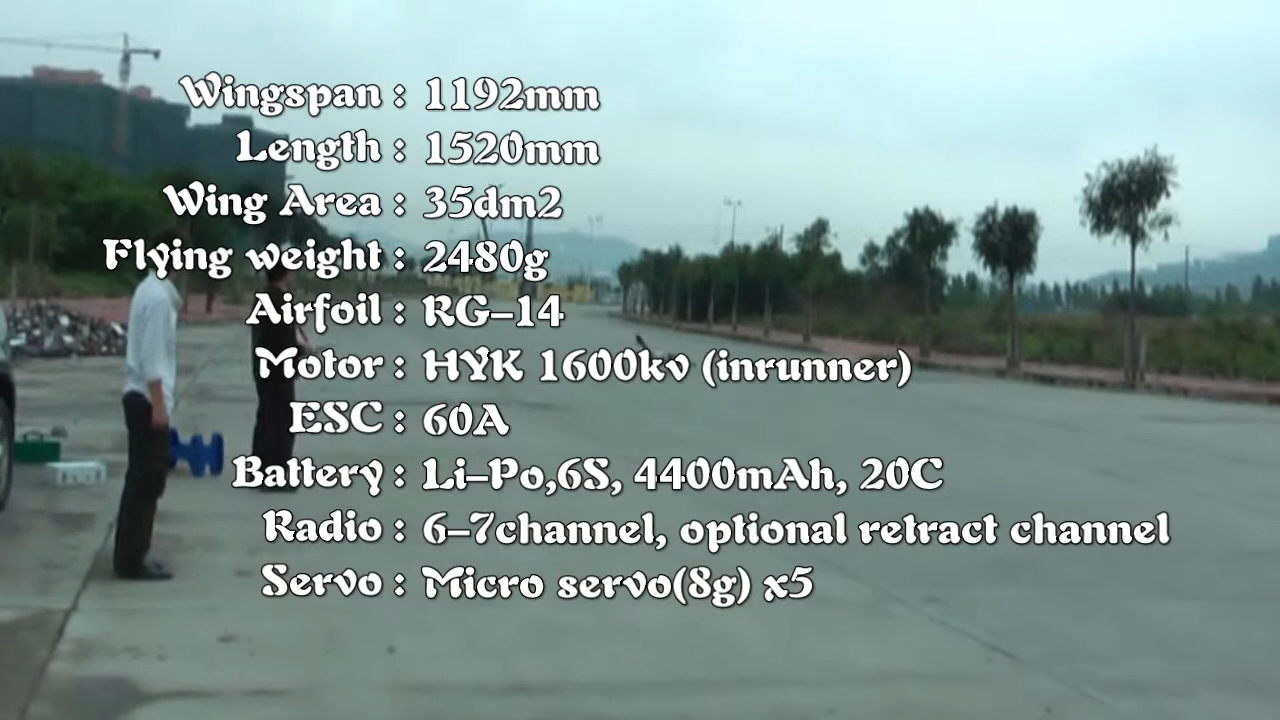 Wingspan : 1192mm
Length : 1520mm
Wing Area : 35dm2
Flying weight : 2480g
Airfoil : RG-14
Motor : HYK 1600kv (inrunner)
ESC : 60A
Battery : Li-Po,6S, 4400mAh, 20C
Radio : 6-7channel, optional retract channel
Servo : Micro servo(8g) x5